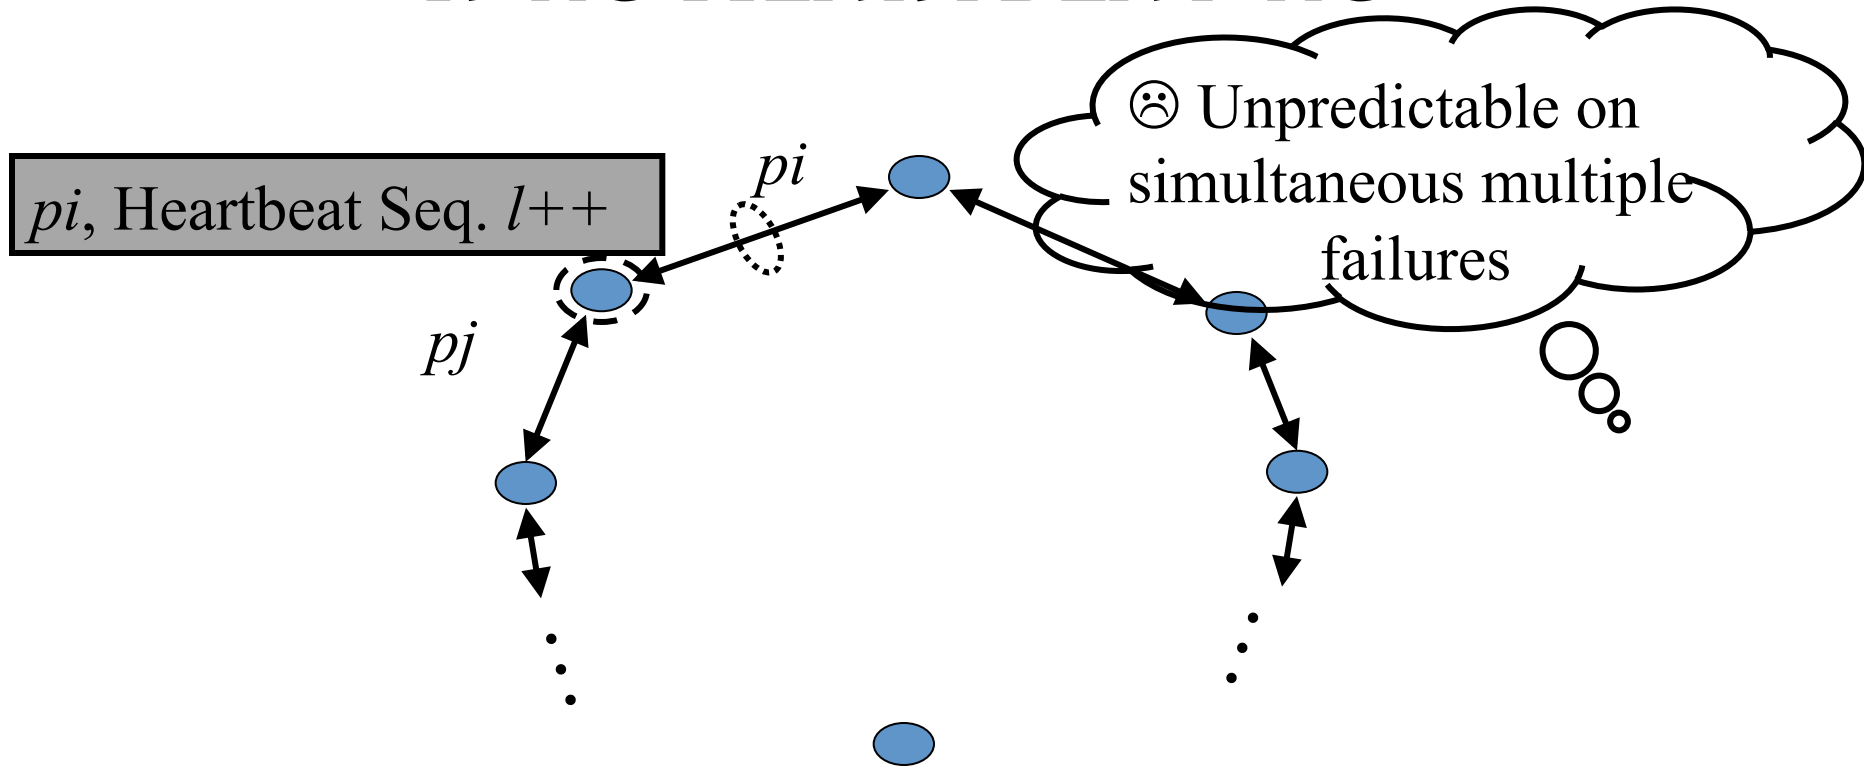 ☹ Unpredictable on
simultaneous multiple
failures
pi
pi, Heartbeat Seq. l++
pj